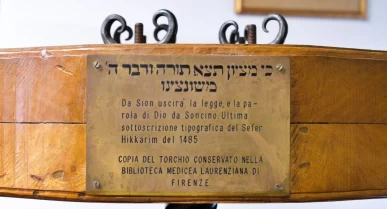 כי מציון תצא תורה ודבר ה'
משונצינו
Da Sion uscirà la legge, e la pa-
rola di Dio da Soncino. Ultima
sottoscrizione tipografica del Sefer
Hikkarim del 1485
COPIA DEL TORCHIO CONSERVATO NELLA
BIBLIOTECA MEDICEA LAURENZIANA DI
FIRENZE